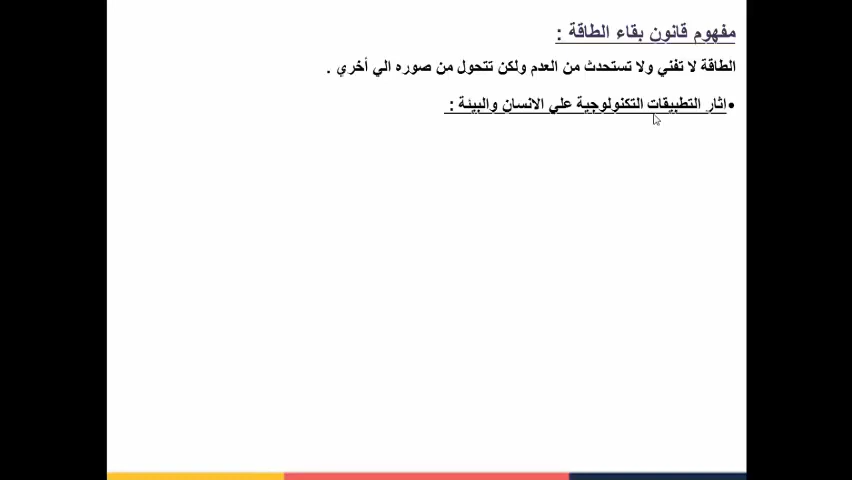 مفهوم قانون بقاء الطاقة :
الطاقة لا تفني ولا تستحدث من العدم ولكن تتحول من صوره الي أخري .
•اثار التطبيقات التكنولوجية علي الانسان والبيئة :